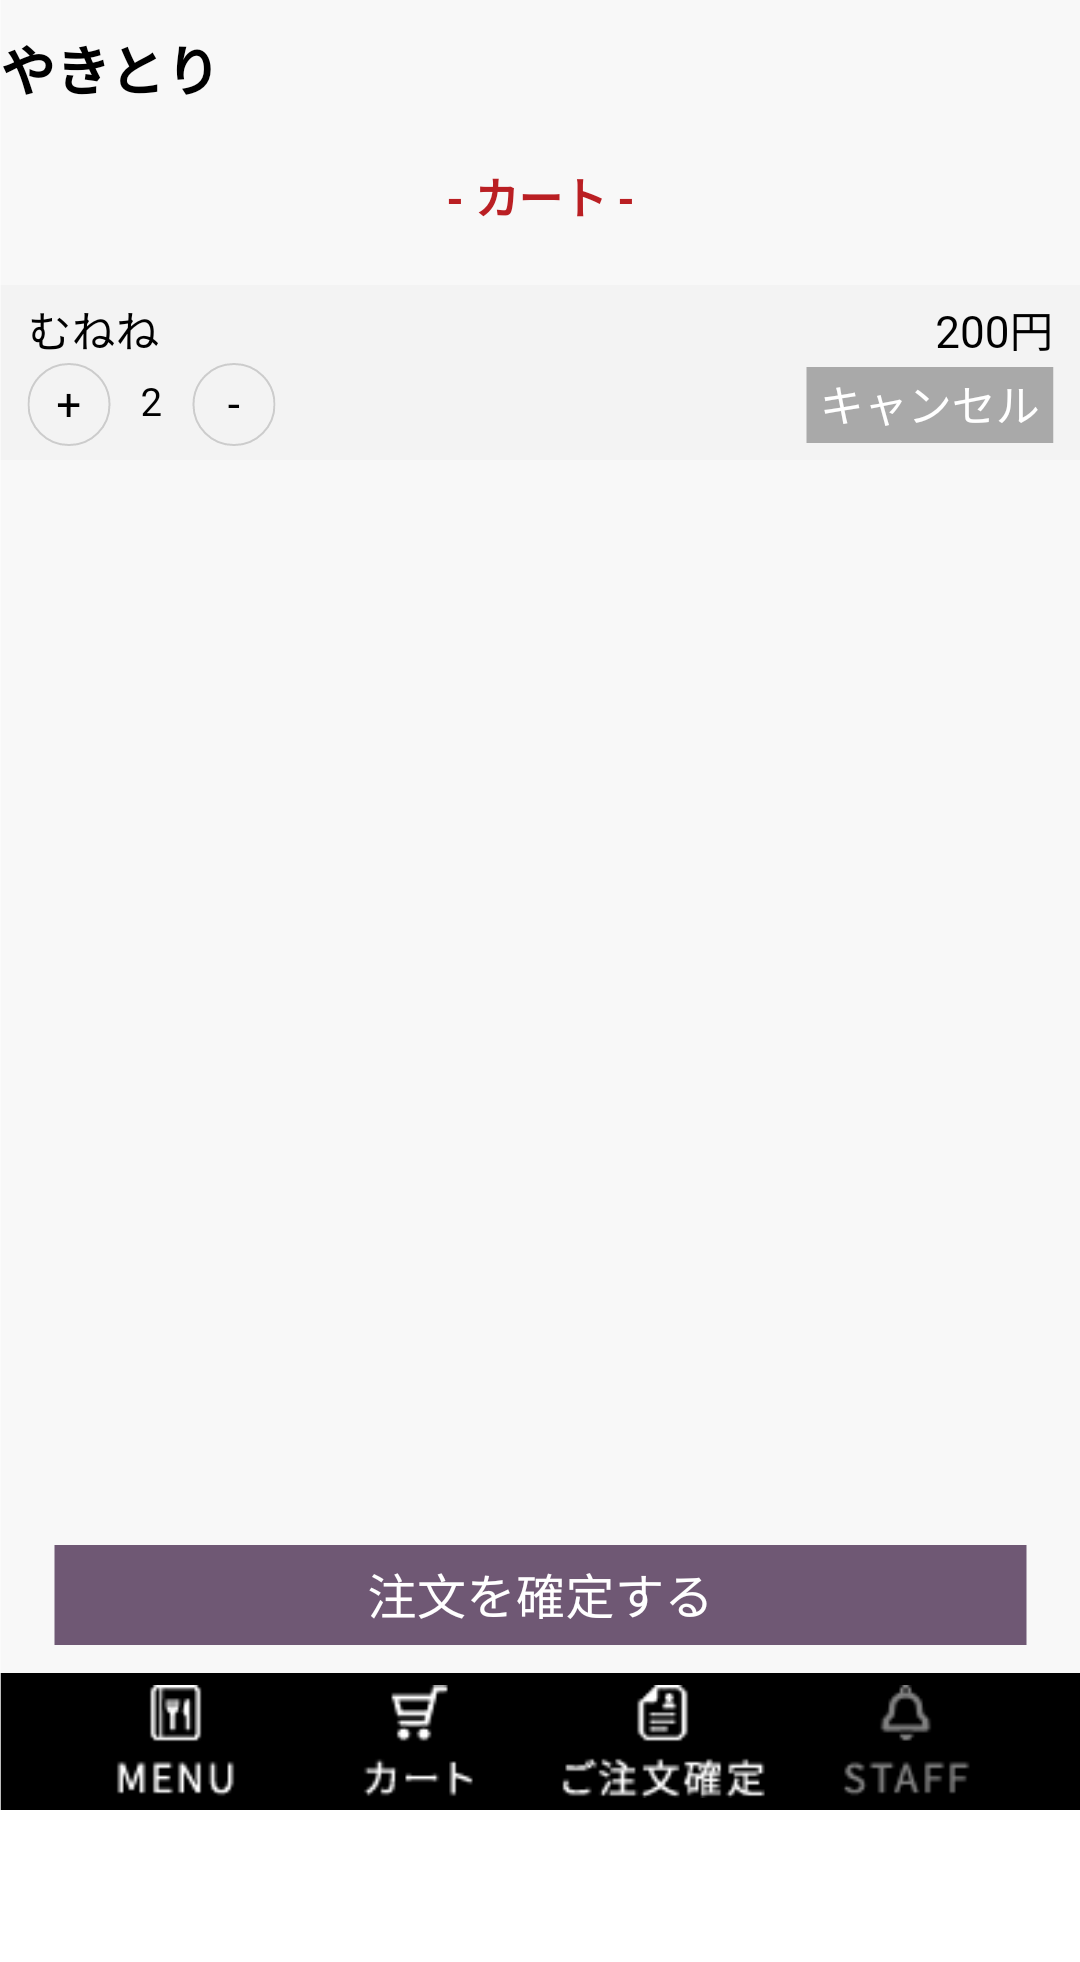 やきとり
- カート -
むねね 200円
+ 2 - キャンセル
注文を確定する
MENU カート ご注文確定 STAFF